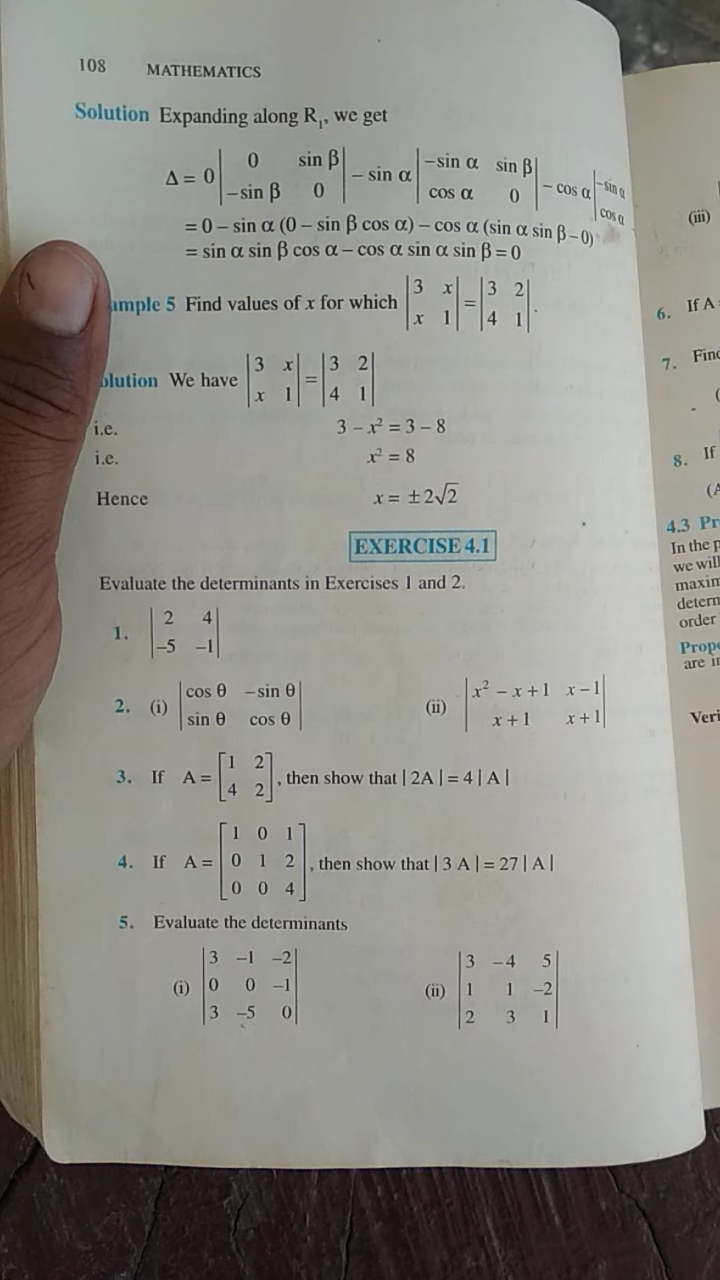 108 MATHEMATICS
Solution Expanding along R₁, we get
Δ = 0 |0 sin β; −sin β 0| − sin α |−sin α sin β; cos α 0| − cos α |−sin α; cos α
= 0 − sin α (0 − sin β cos α) − cos α (sin α sin β − 0)
= sin α sin β cos α − cos α sin α sin β = 0
ample 5 Find values of x for which |3 x; x 1| = |3 2; 4 1|.
olution We have |3 x; x 1| = |3 2; 4 1|
i.e. 3 − x² = 3 − 8
i.e. x² = 8
Hence x = ±2√2
EXERCISE 4.1
Evaluate the determinants in Exercises 1 and 2.
1. |2 4; −5 −1|
2. (i) |cos θ −sin θ; sin θ cos θ| (ii) |x² − x + 1 x − 1; x + 1 x + 1|
3. If A = [1 2; 4 2], then show that | 2A | = 4 | A |
4. If A = [1 0 1; 0 1 2; 0 0 4], then show that | 3 A | = 27 | A |
5. Evaluate the determinants
(i) |3 −1 −2; 0 0 −1; 3 −5 0| (ii) |3 −4 5; 1 1 −2; 2 3 1|
(iii)
6. If A
7. Find
8. If
(A
4.3 Pr
In the p
we will
maxim
determ
order
Prope
are in
Veri